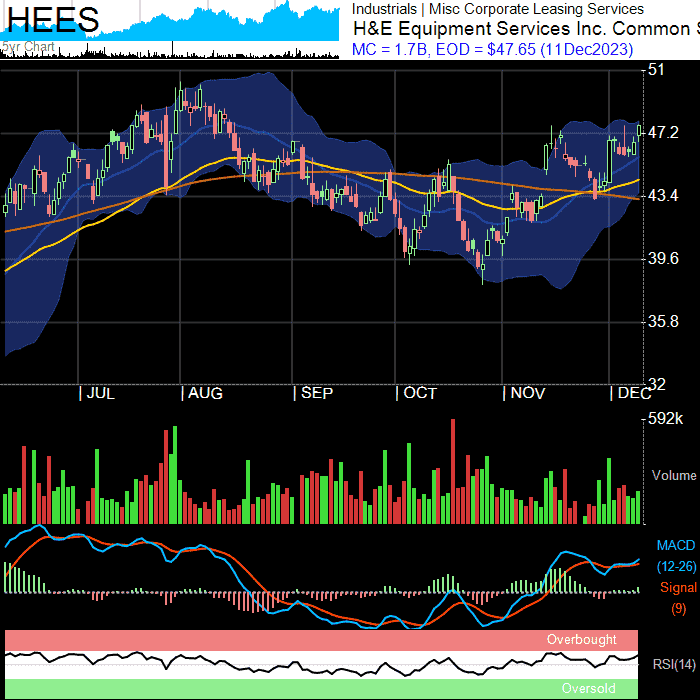 HEES
5yr Chart
Industrials | Misc Corporate Leasing Services
H&E Equipment Services Inc. Common S
MC = 1.7B, EOD = $47.65 (11Dec2023)
51
47.2
43.4
39.6
35.8
32
| JUL | AUG | SEP | OCT | NOV | DEC
592k
Volume
MACD
(12-26)
Signal
(9)
Overbought
RSI(14)
Oversold